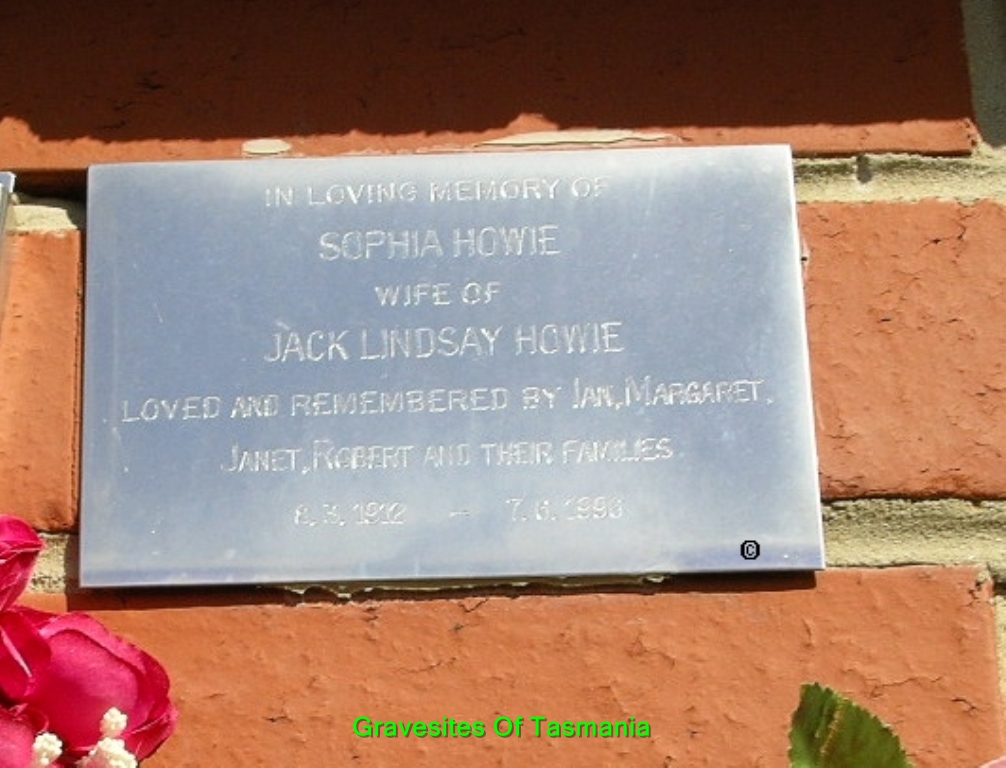 IN LOVING MEMORY OF
SOPHIA HOWIE
WIFE OF
JACK LINDSAY HOWIE
LOVED AND REMEMBERED BY IAN, MARGARET,
JANET, ROBERT AND THEIR FAMILIES
1912 –
©
Gravesites Of Tasmania